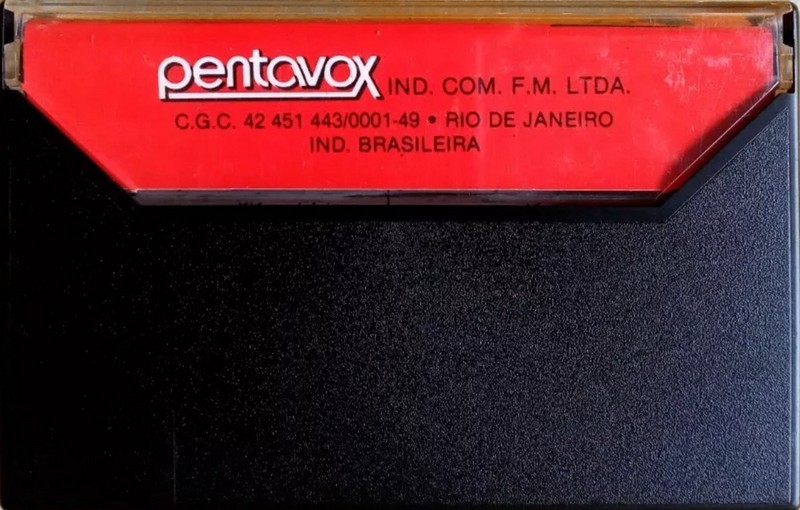 pentavox IND. COM. F.M. LTDA.
C.G.C. 42 451 443/0001-49 • RIO DE JANEIRO
IND. BRASILEIRA